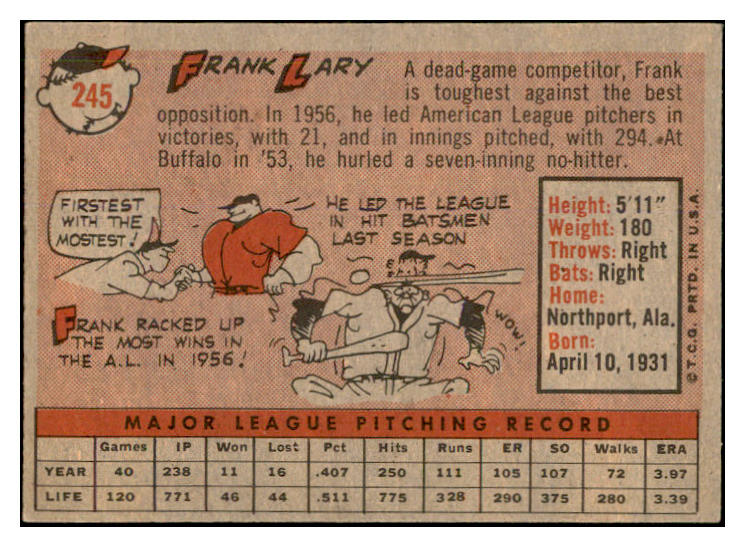 245
FRANK LARY
A dead-game competitor, Frank
is toughest against the best
opposition. In 1956, he led American League pitchers in
victories, with 21, and in innings pitched, with 294. At
Buffalo in '53, he hurled a seven-inning no-hitter.
FIRSTEST
WITH THE
MOSTEST!
HE LED THE LEAGUE
IN HIT BATSMEN
LAST SEASON
FRANK RACKED UP
THE MOST WINS IN
THE A.L. IN 1956!
WOW!
Height: 5'11"
Weight: 180
Throws: Right
Bats: Right
Home:
Northport, Ala.
Born:
April 10, 1931
© T.C.G. PRTD. IN U.S.A.
MAJOR LEAGUE PITCHING RECORD
Games IP Won Lost Pct Hits Runs ER SO Walks ERA
YEAR 40 238 11 16 .407 250 111 105 107 72 3.97
LIFE 120 771 46 44 .511 775 328 290 375 280 3.39